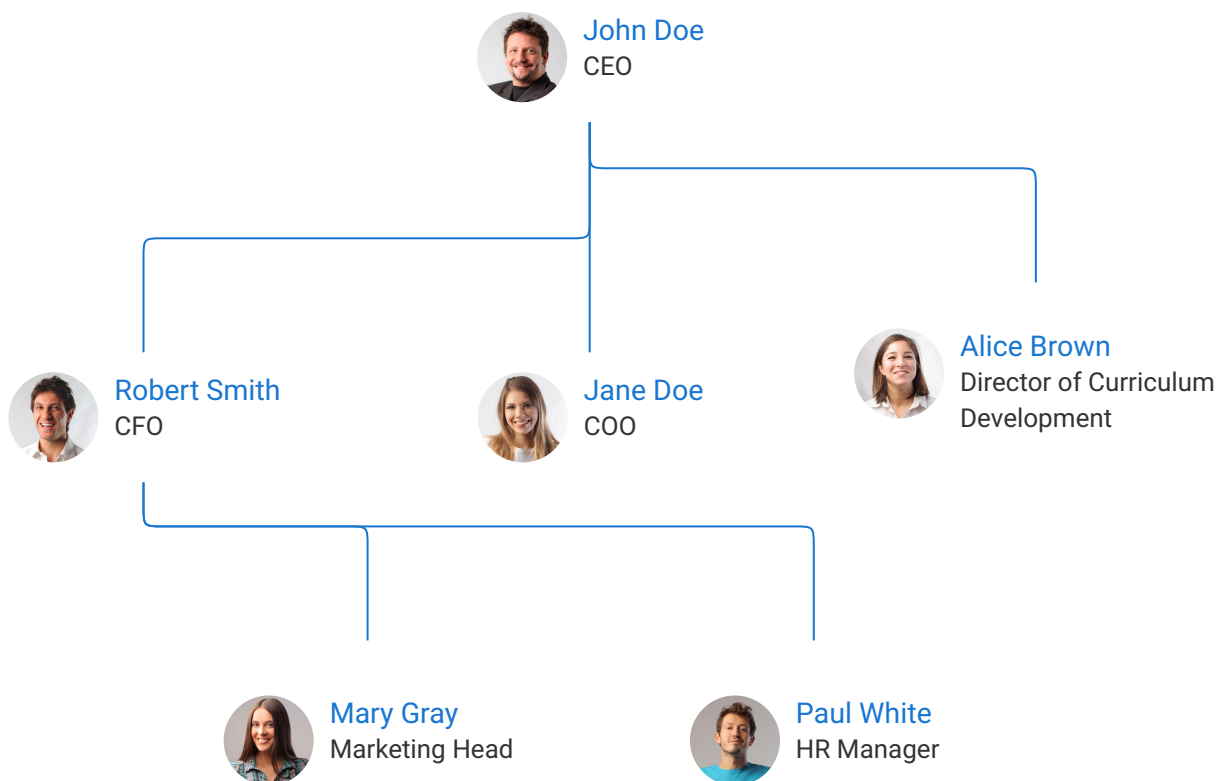 John Doe
CEO
Robert Smith
CFO
Jane Doe
COO
Alice Brown
Director of Curriculum
Development
Mary Gray
Marketing Head
Paul White
HR Manager